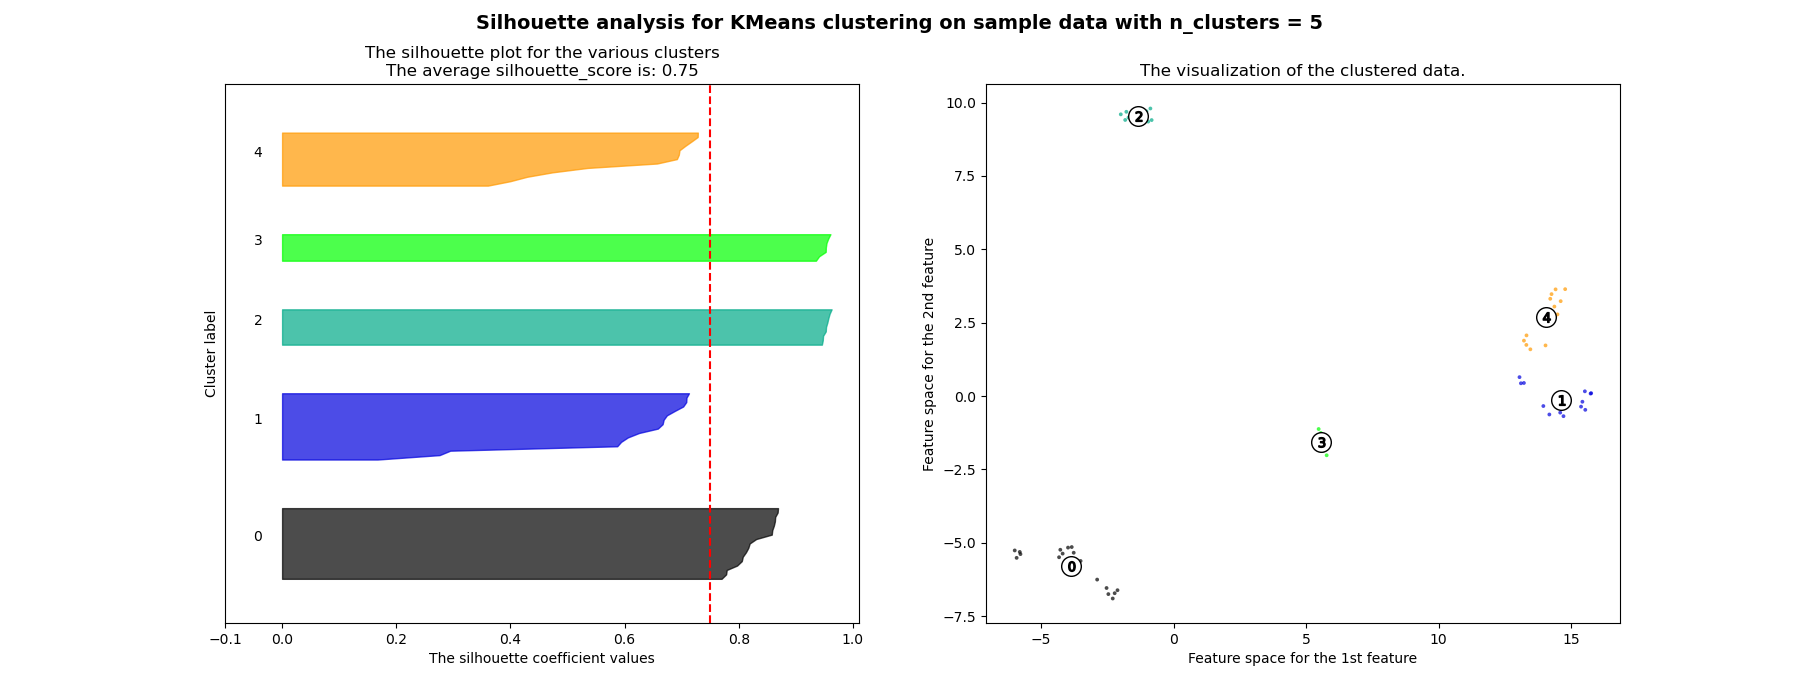 Silhouette analysis for KMeans clustering on sample data with n_clusters = 5
The silhouette plot for the various clusters
The average silhouette_score is: 0.75
4
3
2
1
0
Cluster label
−0.1 0.0 0.2 0.4 0.6 0.8 1.0
The silhouette coefficient values
The visualization of the clustered data.
10.0
7.5
5.0
2.5
0.0
−2.5
−5.0
−7.5
Feature space for the 2nd feature
2
4
1
3
0
−5 0 5 10 15
Feature space for the 1st feature